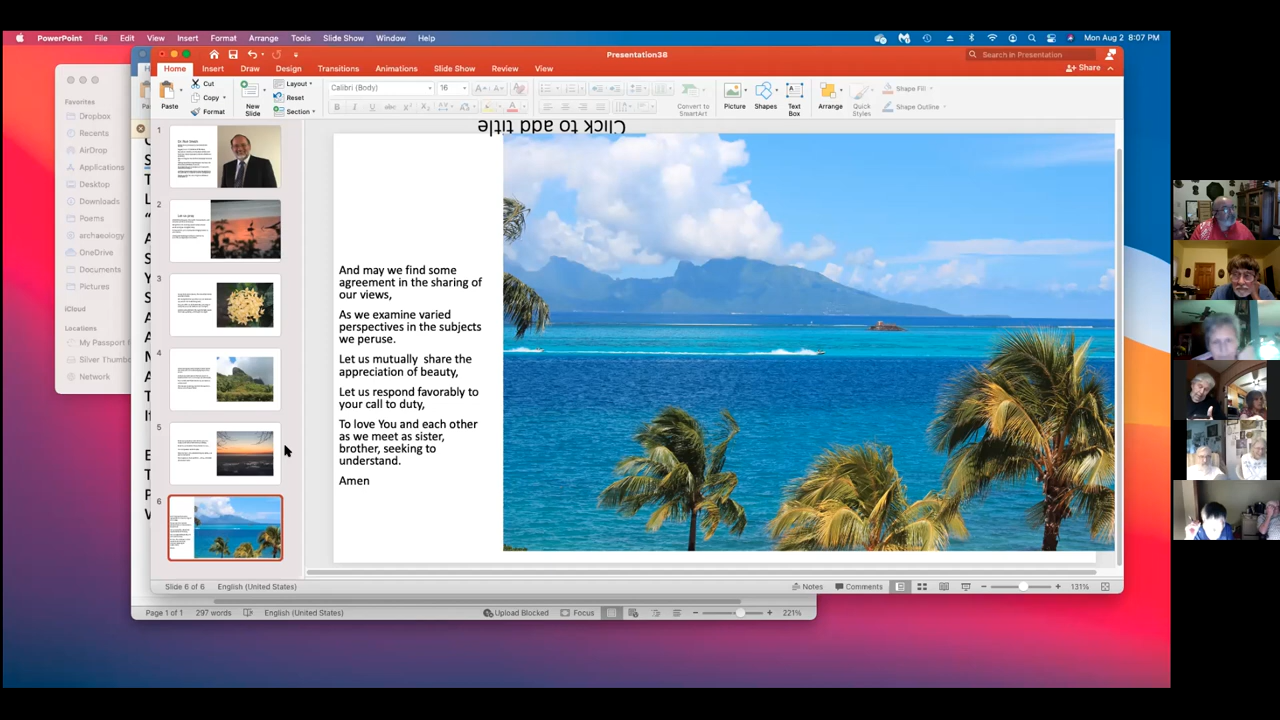 PowerPoint File Edit View Insert Format Arrange Tools Slide Show Window Help
Mon Aug 2 8:07 PM
Presentation38
Search in Presentation
Home Insert Draw Design Transitions Animations Slide Show Review View
Share
Paste
Cut
Copy
Format
New Slide
Layout
Reset
Section
Calibri (Body)
16
Convert to SmartArt
Picture
Shapes
Text Box
Arrange
Quick Styles
Shape Fill
Shape Outline
Favorites
Dropbox
Recents
AirDrop
Applications
Desktop
Downloads
Poems
archaeology
OneDrive
Documents
Pictures
iCloud
Locations
My Passport
Silver Thumb
Network
1
2
3
4
5
6
Click to add title
And may we find some
agreement in the sharing of
our views,
As we examine varied
perspectives in the subjects
we peruse.
Let us mutually share the
appreciation of beauty,
Let us respond favorably to
your call to duty,
To love You and each other
as we meet as sister,
brother, seeking to
understand.
Amen
Slide 6 of 6
English (United States)
Notes
Comments
131%
Page 1 of 1
297 words
English (United States)
Upload Blocked
Focus
221%